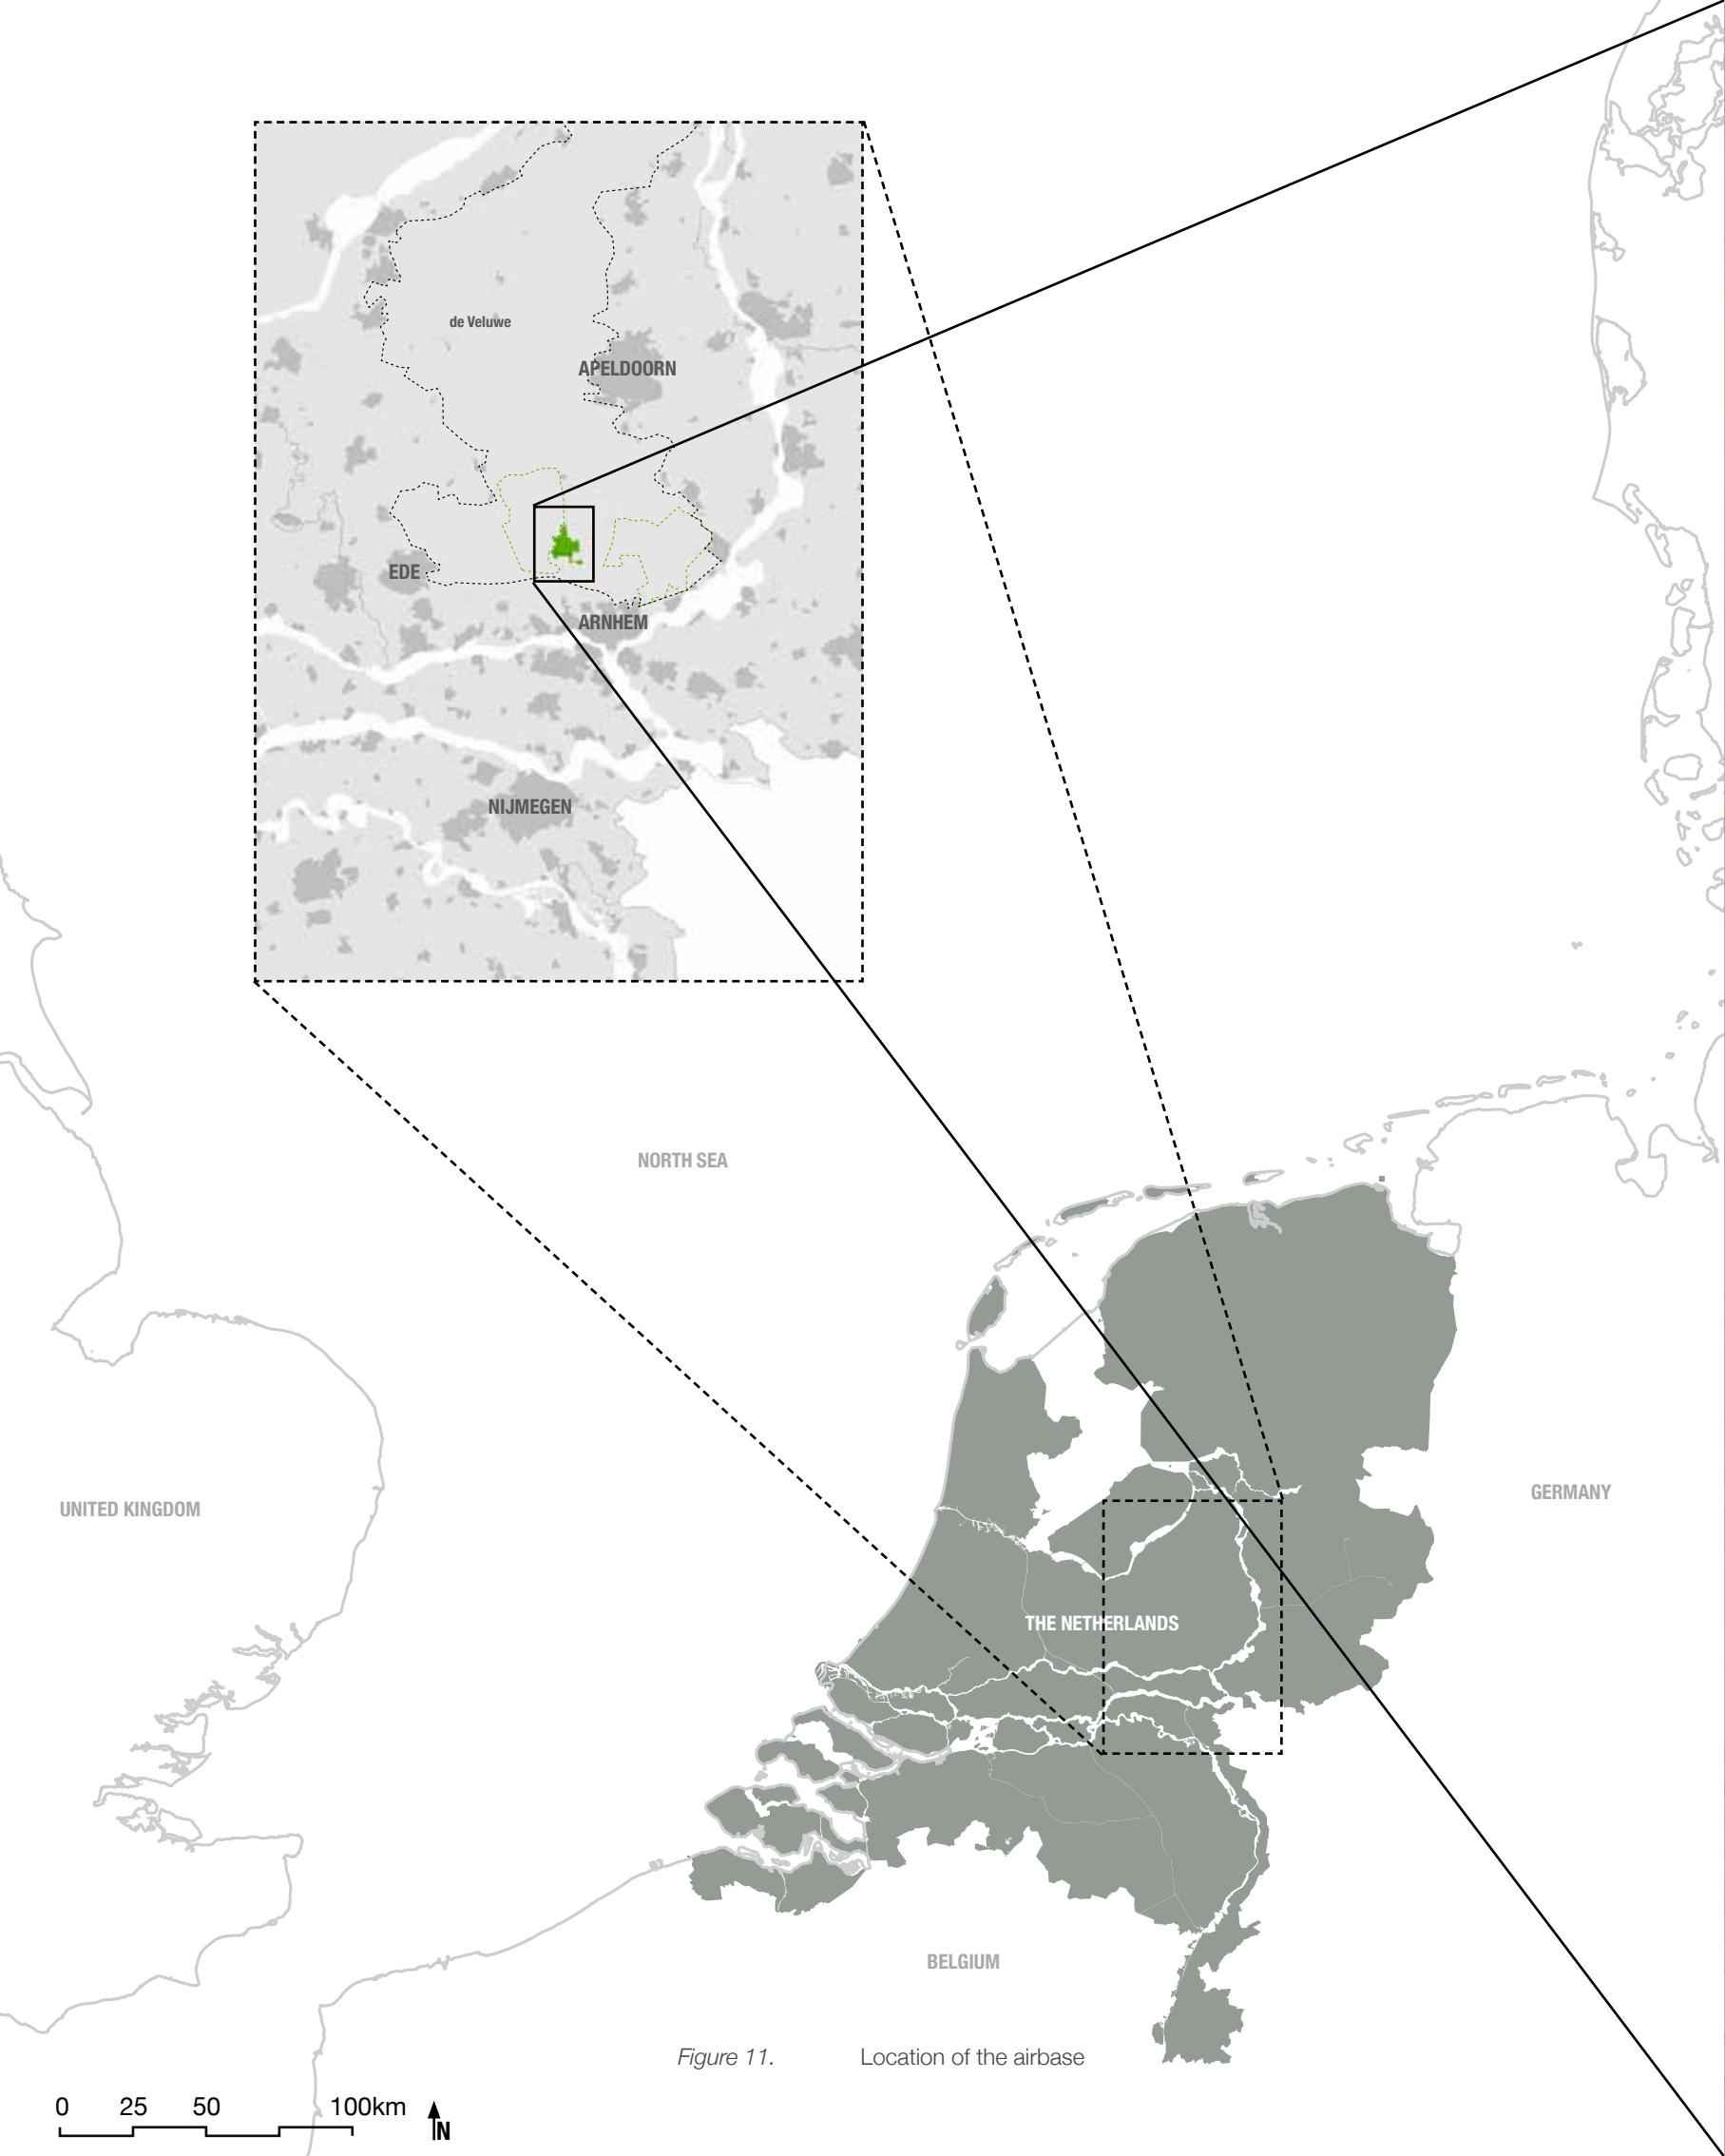 de Veluwe
APELDOORN
EDE
ARNHEM
NIJMEGEN
NORTH SEA
UNITED KINGDOM
GERMANY
THE NETHERLANDS
BELGIUM
Figure 11. Location of the airbase
0 25 50 100km N